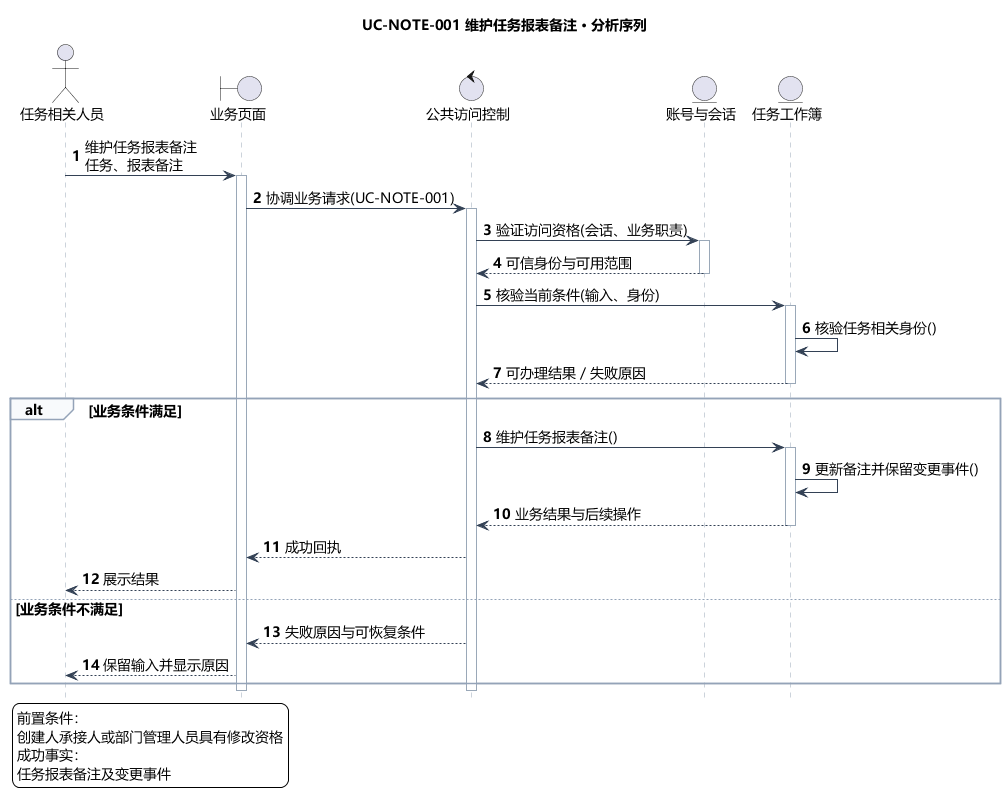 UC-NOTE-001 维护任务报表备注・分析序列
任务相关人员
业务页面
公共访问控制
账号与会话
任务工作簿
1 维护任务报表备注
任务、报表备注
2 协调业务请求(UC-NOTE-001)
3 验证访问资格(会话、业务职责)
4 可信身份与可用范围
5 核验当前条件(输入、身份)
6 核验任务相关身份()
7 可办理结果 / 失败原因
alt [业务条件满足]
8 维护任务报表备注()
9 更新备注并保留变更事件()
10 业务结果与后续操作
11 成功回执
12 展示结果
[业务条件不满足]
13 失败原因与可恢复条件
14 保留输入并显示原因
前置条件：
创建人承接人或部门管理人员具有修改资格
成功事实：
任务报表备注及变更事件